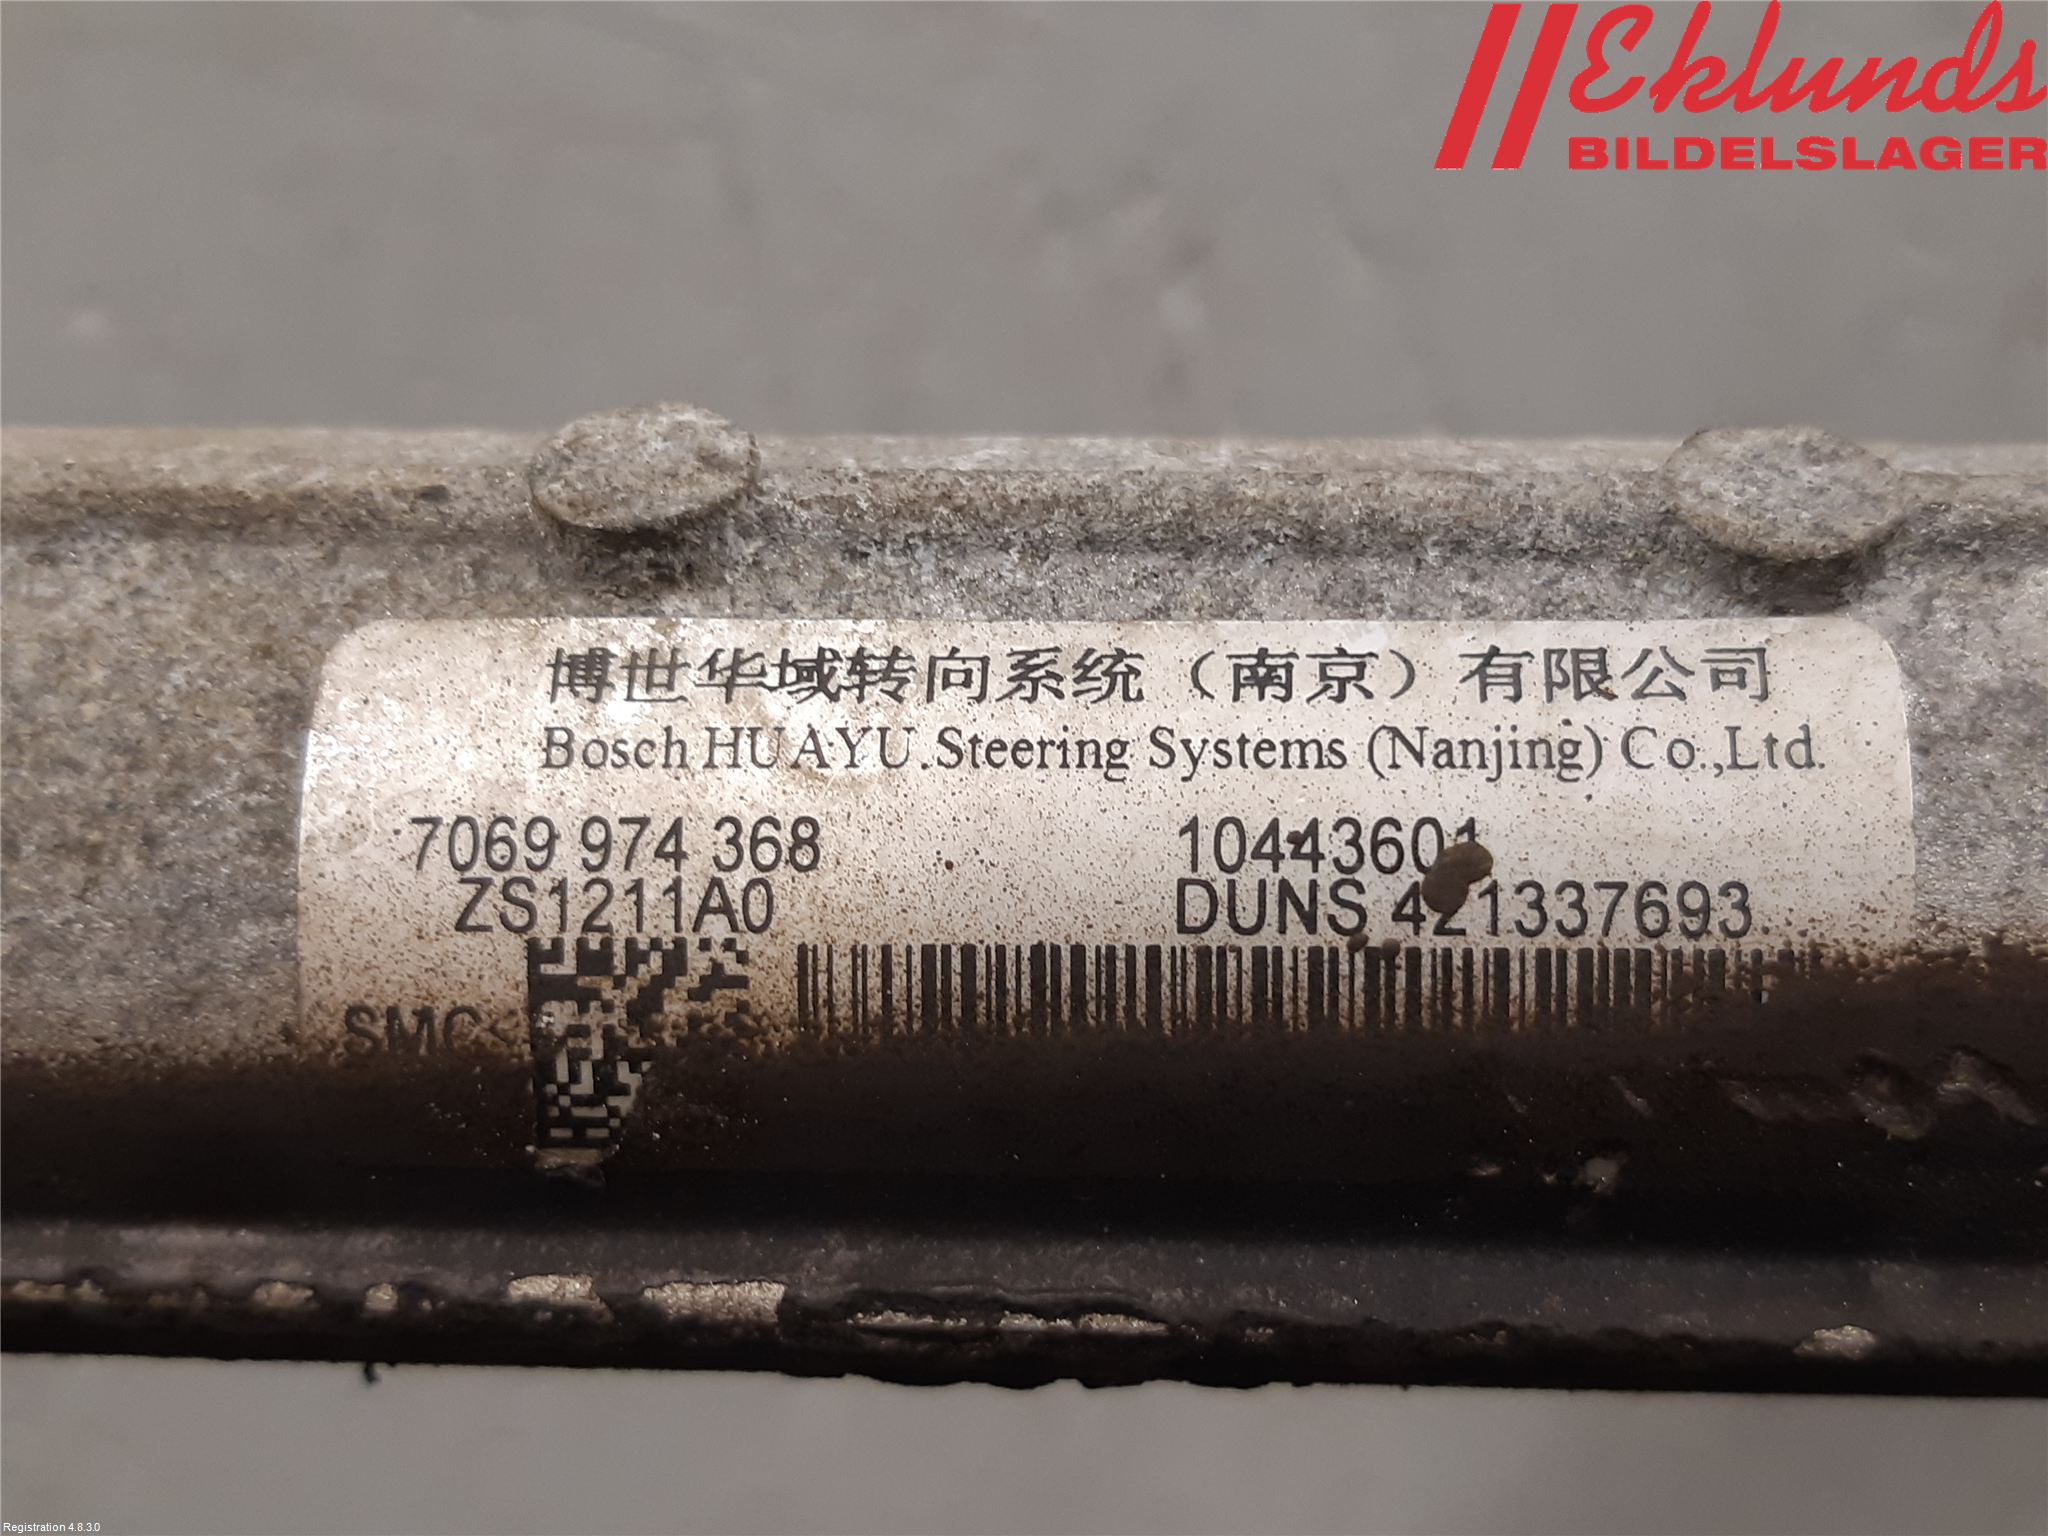 Eklunds
BILDELSLAGER
博世华域转向系统（南京）有限公司
Bosch HUAYU Steering Systems (Nanjing) Co.,Ltd.
7069 974 368 10443601
ZS1211A0 DUNS 421337693
SMC
Registration 4.8.3.0